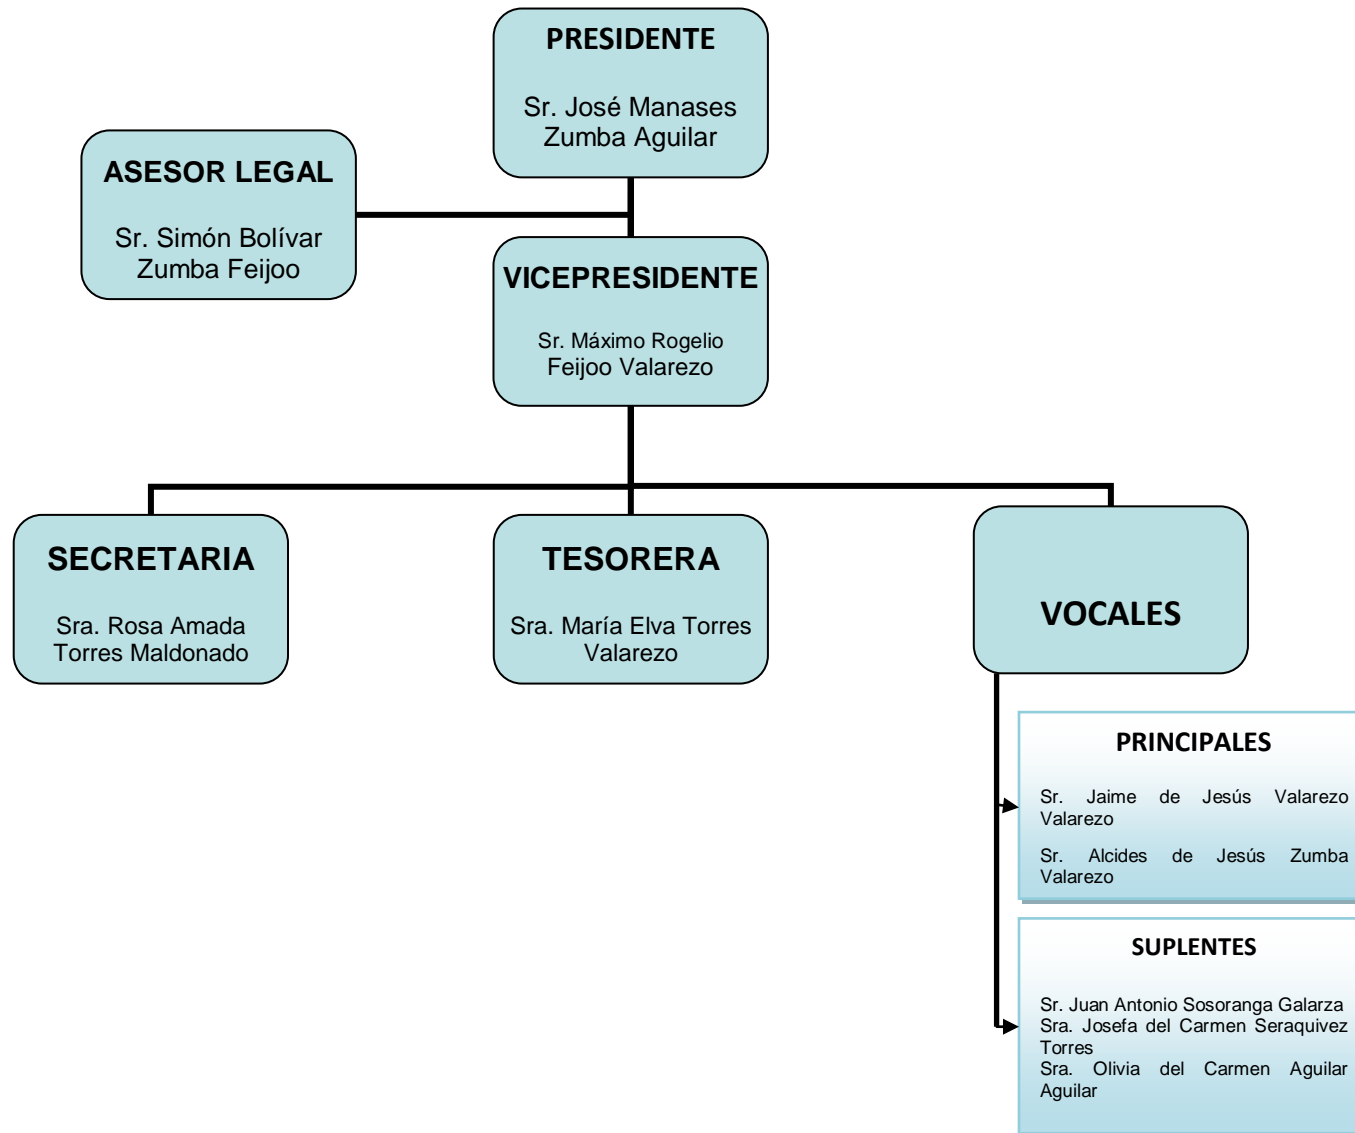 PRESIDENTE
Sr. José Manases
Zumba Aguilar
ASESOR LEGAL
Sr. Simón Bolívar
Zumba Feijoo
VICEPRESIDENTE
Sr. Máximo Rogelio
Feijoo Valarezo
SECRETARIA
Sra. Rosa Amada
Torres Maldonado
TESORERA
Sra. María Elva Torres
Valarezo
VOCALES
PRINCIPALES
Sr. Jaime de Jesús Valarezo
Valarezo
Sr. Alcides de Jesús Zumba
Valarezo
SUPLENTES
Sr. Juan Antonio Sosoranga Galarza
Sra. Josefa del Carmen Seraquivez
Torres
Sra. Olivia del Carmen Aguilar
Aguilar